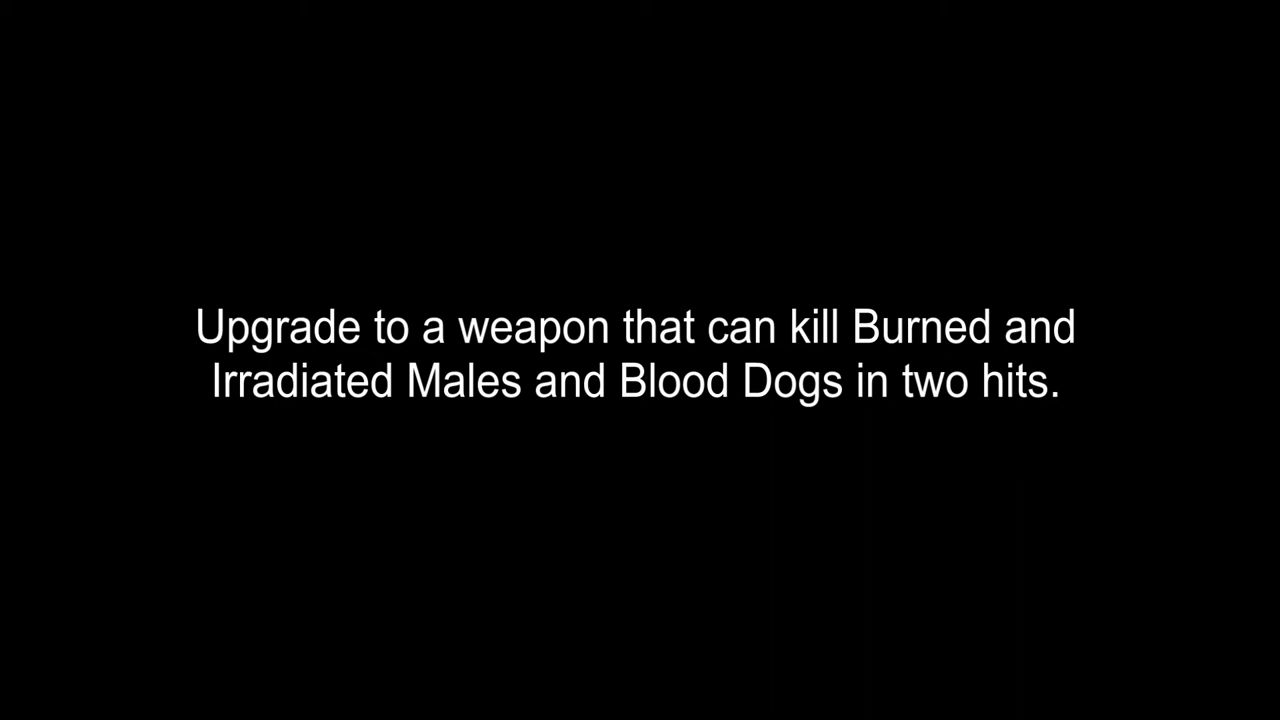 Upgrade to a weapon that can kill Burned and
Irradiated Males and Blood Dogs in two hits.